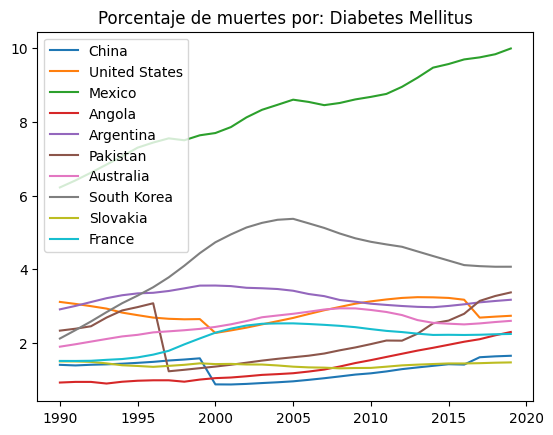 Porcentaje de muertes por: Diabetes Mellitus
China
United States
Mexico
Angola
Argentina
Pakistan
Australia
South Korea
Slovakia
France
10
8
6
4
2
1990 1995 2000 2005 2010 2015 2020